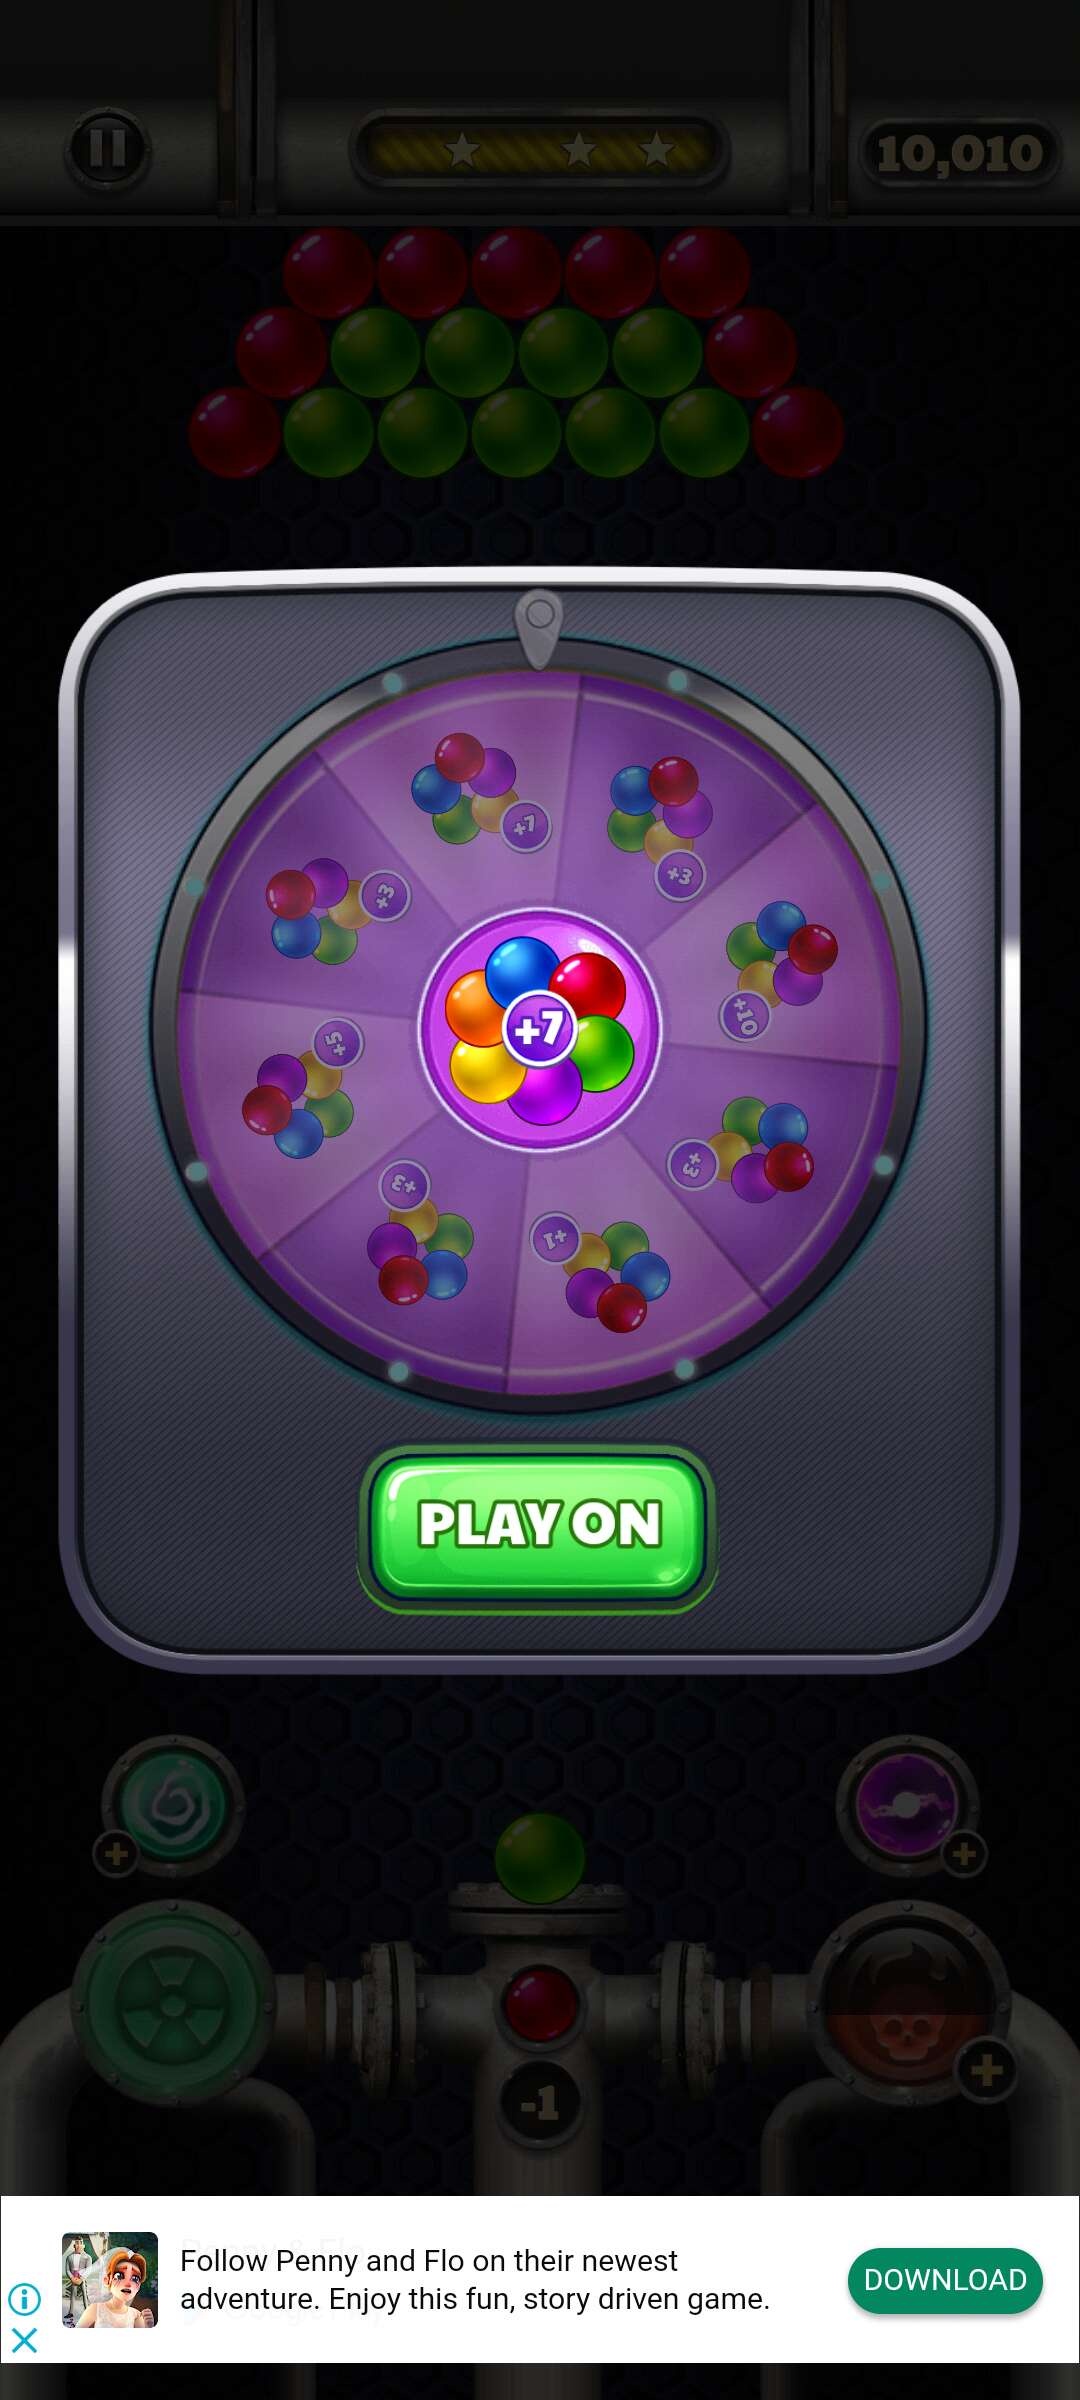 10,010
+7
+3
+3
+10
+7
+5
+3
+3
+1
PLAY ON
-1
Follow Penny and Flo on their newest
adventure. Enjoy this fun, story driven game.
DOWNLOAD